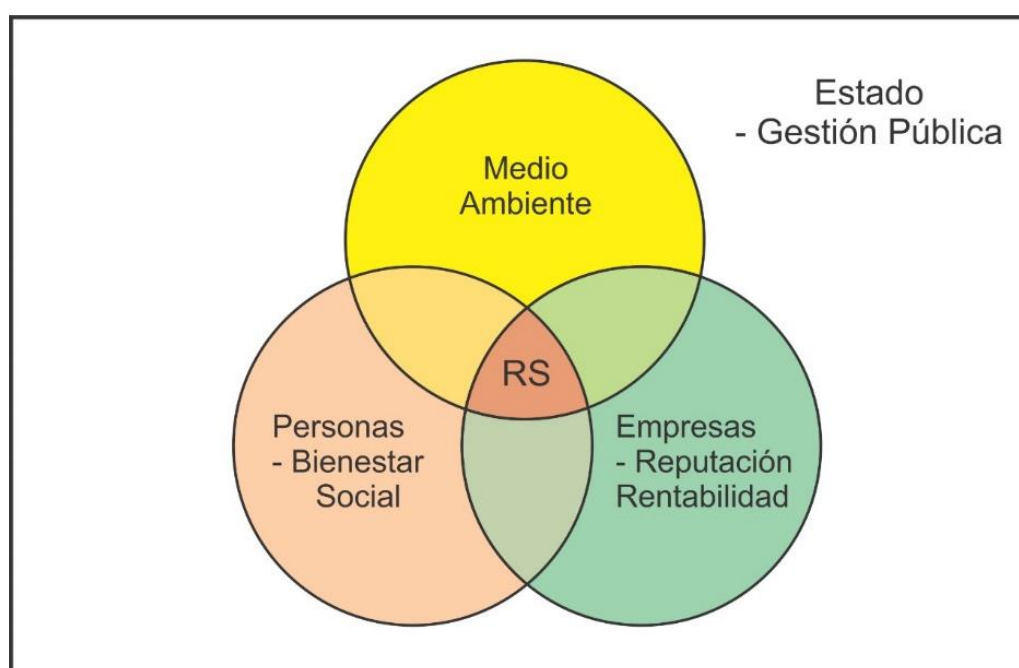 Estado
- Gestión Pública
Medio
Ambiente
RS
Personas
- Bienestar
Social
Empresas
- Reputación
Rentabilidad